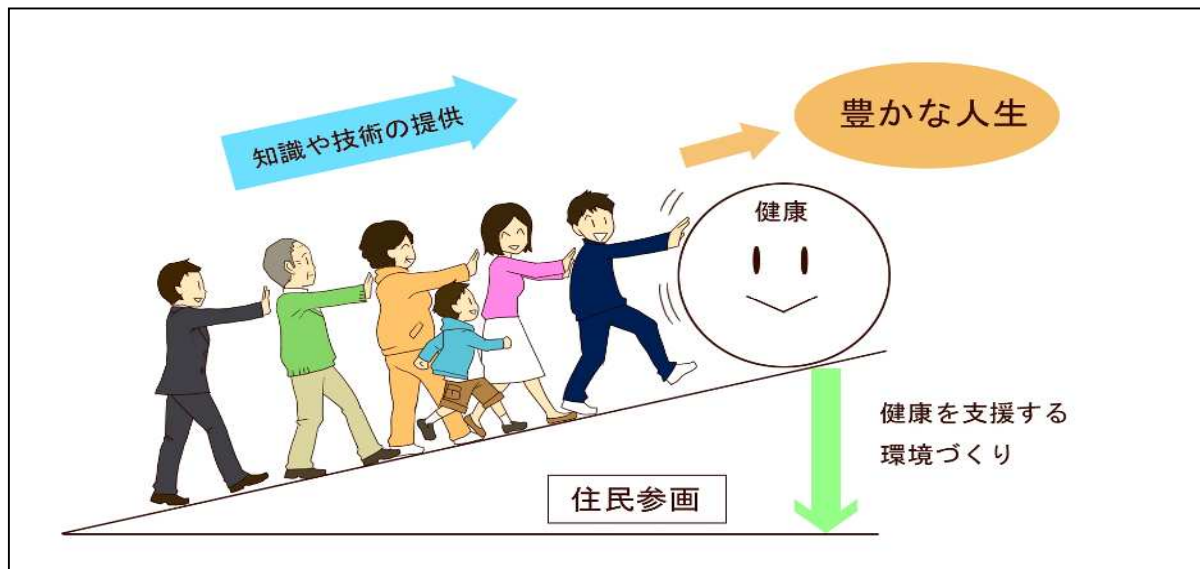 知識や技術の提供
豊かな人生
健康
健康を支援する
環境づくり
住民参画